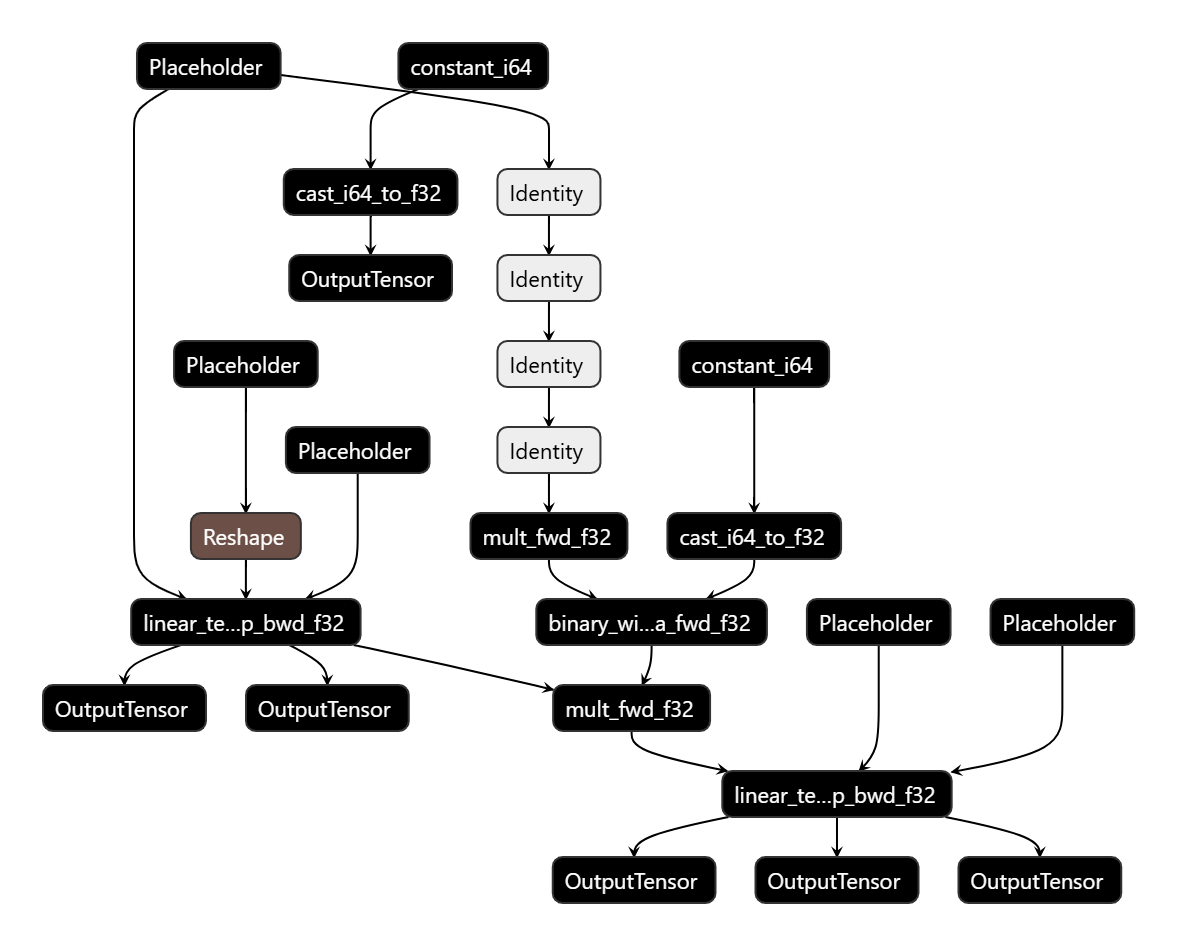 Placeholder
constant_i64
cast_i64_to_f32
Identity
OutputTensor
Identity
Placeholder
Identity
constant_i64
Placeholder
Identity
Reshape
mult_fwd_f32
cast_i64_to_f32
linear_te...p_bwd_f32
binary_wi...a_fwd_f32
Placeholder
Placeholder
OutputTensor
OutputTensor
mult_fwd_f32
linear_te...p_bwd_f32
OutputTensor
OutputTensor
OutputTensor